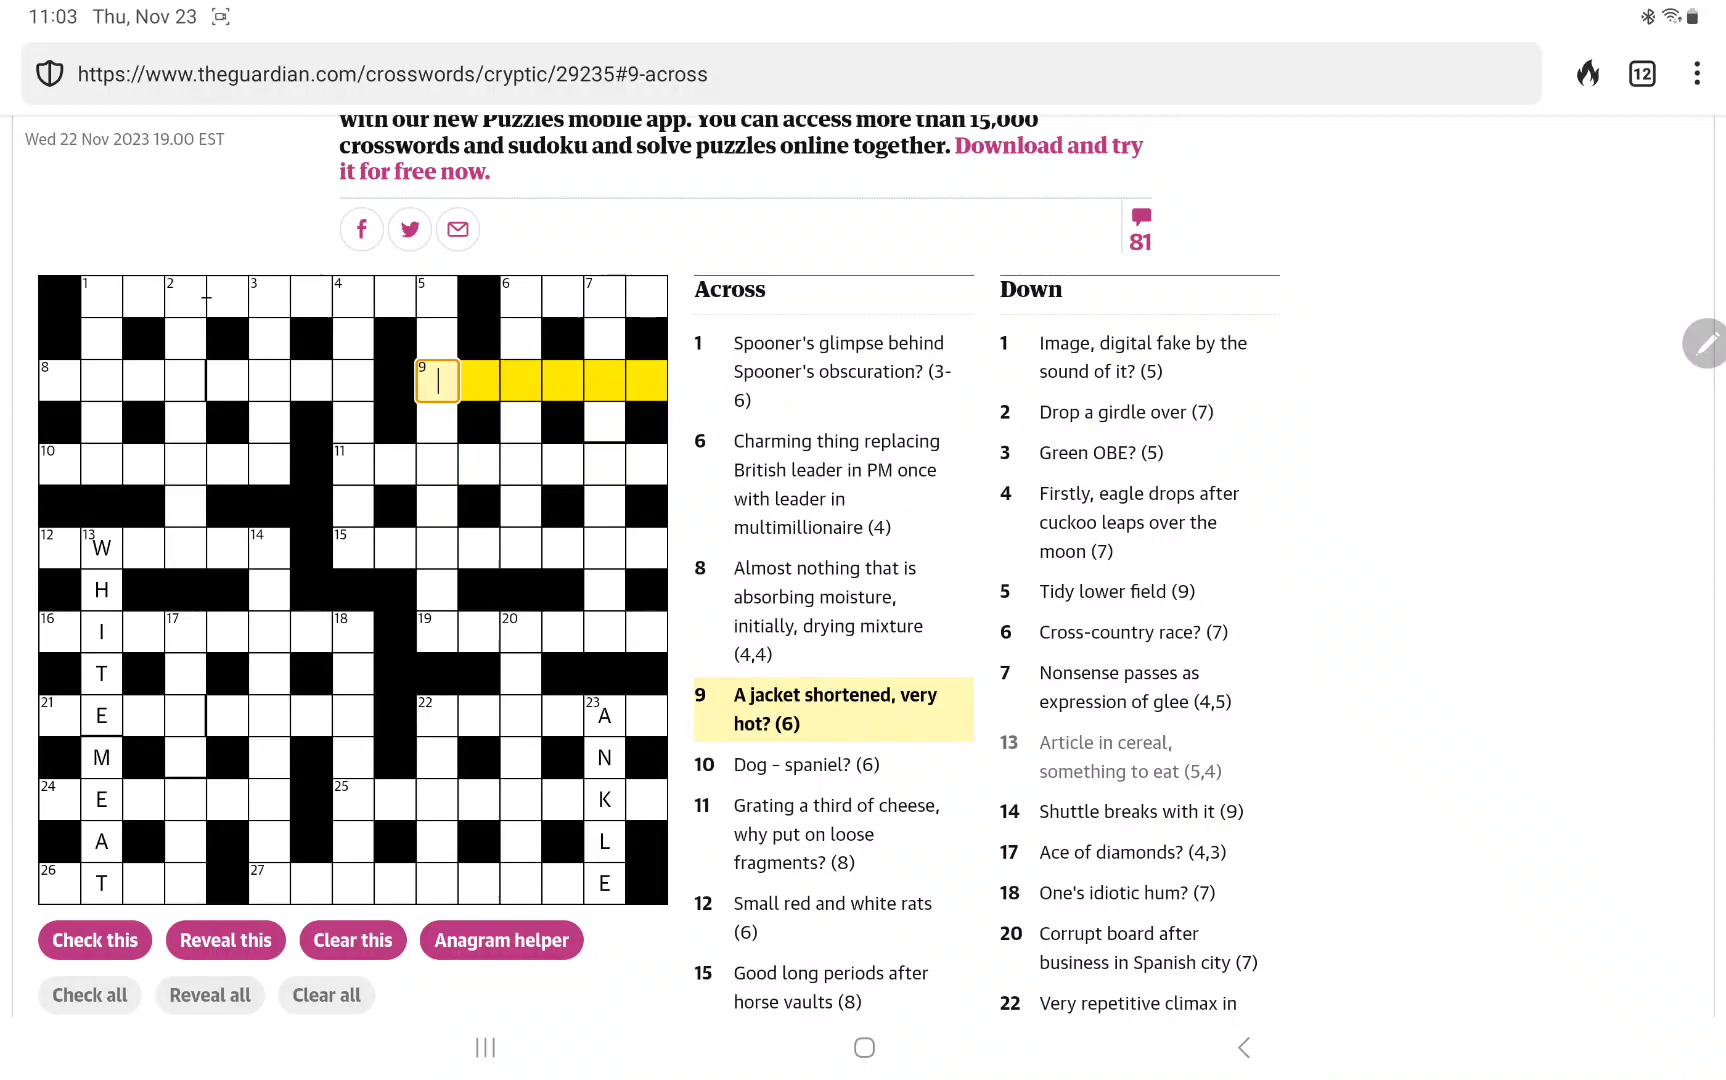 11:03 Thu, Nov 23
https://www.theguardian.com/crosswords/cryptic/29235#9-across
12
Wed 22 Nov 2023 19.00 EST
with our new Puzzles mobile app. You can access more than 15,000
crosswords and sudoku and solve puzzles online together. Download and try
it for free now.
81
1 2 3 4 5 6 7
8 9
10 11
12 13 W 14 15
H
16 I 17 18 19 20
T
21 E 22 23 A
M N
24 E 25 K
A L
26 T 27 E
Check this Reveal this Clear this Anagram helper
Check all Reveal all Clear all
Across
1 Spooner's glimpse behind
Spooner's obscuration? (3-
6)
6 Charming thing replacing
British leader in PM once
with leader in
multimillionaire (4)
8 Almost nothing that is
absorbing moisture,
initially, drying mixture
(4,4)
9 A jacket shortened, very
hot? (6)
10 Dog – spaniel? (6)
11 Grating a third of cheese,
why put on loose
fragments? (8)
12 Small red and white rats
(6)
15 Good long periods after
horse vaults (8)
Down
1 Image, digital fake by the
sound of it? (5)
2 Drop a girdle over (7)
3 Green OBE? (5)
4 Firstly, eagle drops after
cuckoo leaps over the
moon (7)
5 Tidy lower field (9)
6 Cross-country race? (7)
7 Nonsense passes as
expression of glee (4,5)
13 Article in cereal,
something to eat (5,4)
14 Shuttle breaks with it (9)
17 Ace of diamonds? (4,3)
18 One's idiotic hum? (7)
20 Corrupt board after
business in Spanish city (7)
22 Very repetitive climax in